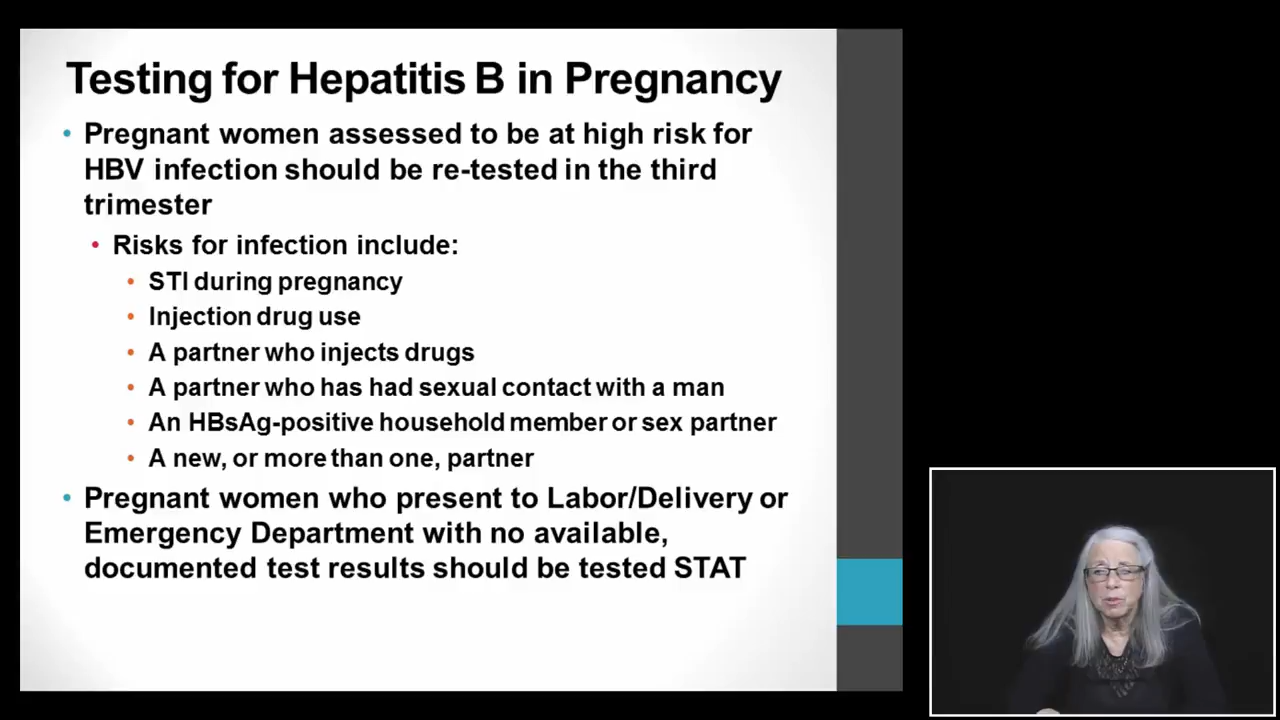 Testing for Hepatitis B in Pregnancy
• Pregnant women assessed to be at high risk for
HBV infection should be re-tested in the third
trimester
• Risks for infection include:
• STI during pregnancy
• Injection drug use
• A partner who injects drugs
• A partner who has had sexual contact with a man
• An HBsAg-positive household member or sex partner
• A new, or more than one, partner
• Pregnant women who present to Labor/Delivery or
Emergency Department with no available,
documented test results should be tested STAT